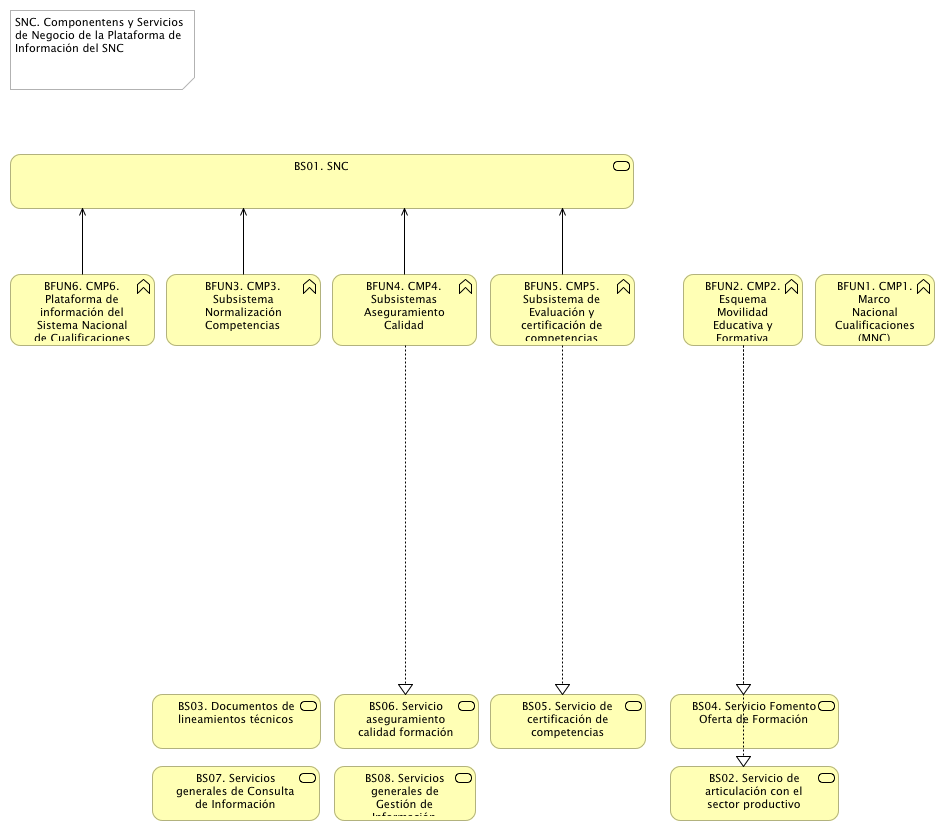 SNC. Componentens y Servicios
de Negocio de la Plataforma de
Información del SNC
BS01. SNC
BFUN6. CMP6.
Plataforma de
información del
Sistema Nacional
de Cualificaciones
BFUN3. CMP3.
Subsistema
Normalización
Competencias
BFUN4. CMP4.
Subsistemas
Aseguramiento
Calidad
BFUN5. CMP5.
Subsistema de
Evaluación y
certificación de
competencias
BFUN2. CMP2.
Esquema
Movilidad
Educativa y
Formativa
BFUN1. CMP1.
Marco
Nacional
Cualificaciones
(MNC)
BS03. Documentos de
lineamientos técnicos
BS06. Servicio
aseguramiento
calidad formación
BS05. Servicio de
certificación de
competencias
BS04. Servicio Fomento
Oferta de Formación
BS07. Servicios
generales de Consulta
de Información
BS08. Servicios
generales de
Gestión de
Información
BS02. Servicio de
articulación con el
sector productivo